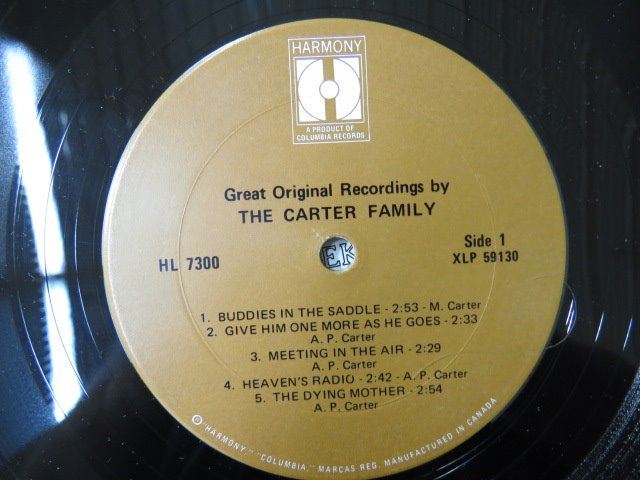 HARMONY
A PRODUCT OF
COLUMBIA RECORDS
Great Original Recordings by
THE CARTER FAMILY
HL 7300
EK
Side 1
XLP 59130
1. BUDDIES IN THE SADDLE - 2:53 - M. Carter
2. GIVE HIM ONE MORE AS HE GOES - 2:33
A. P. Carter
3. MEETING IN THE AIR - 2:29
A. P. Carter
4. HEAVEN'S RADIO - 2:42 - A. P. Carter
5. THE DYING MOTHER - 2:54
A. P. Carter
"HARMONY," "COLUMBIA," MARCAS REG. MANUFACTURED IN CANADA